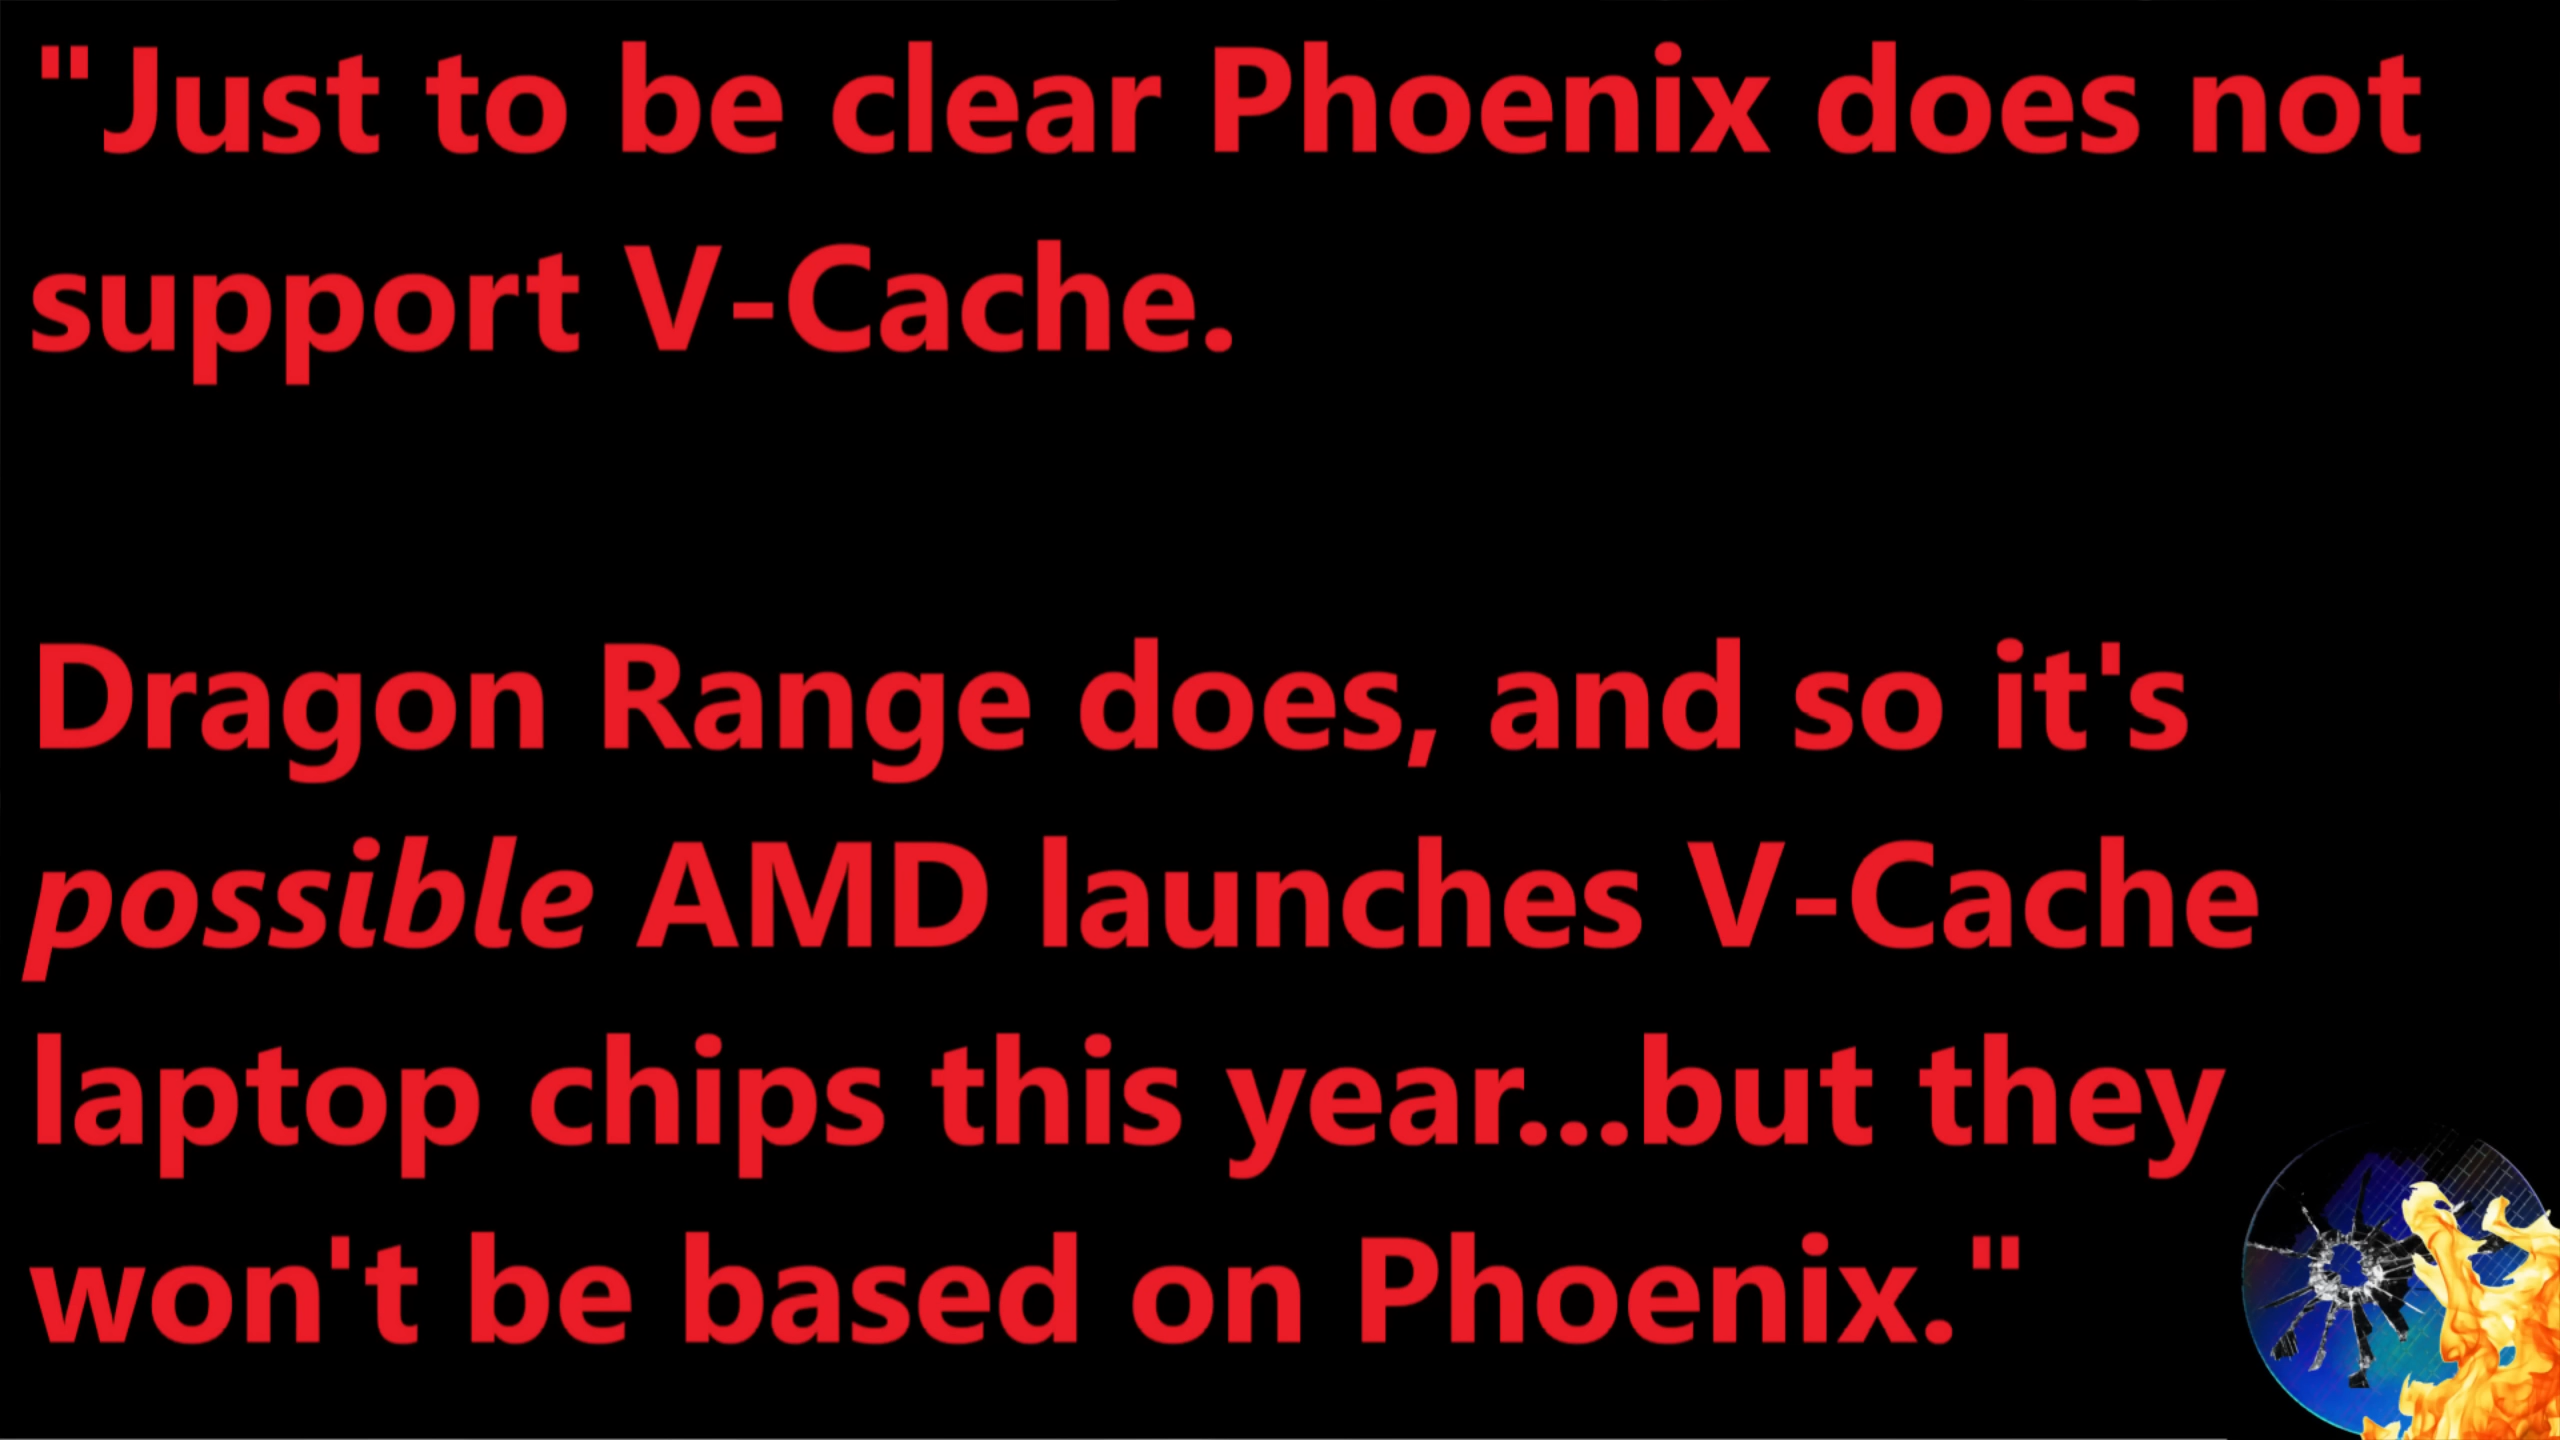 "Just to be clear Phoenix does not
support V-Cache.
Dragon Range does, and so it's
possible AMD launches V-Cache
laptop chips this year...but they
won't be based on Phoenix."